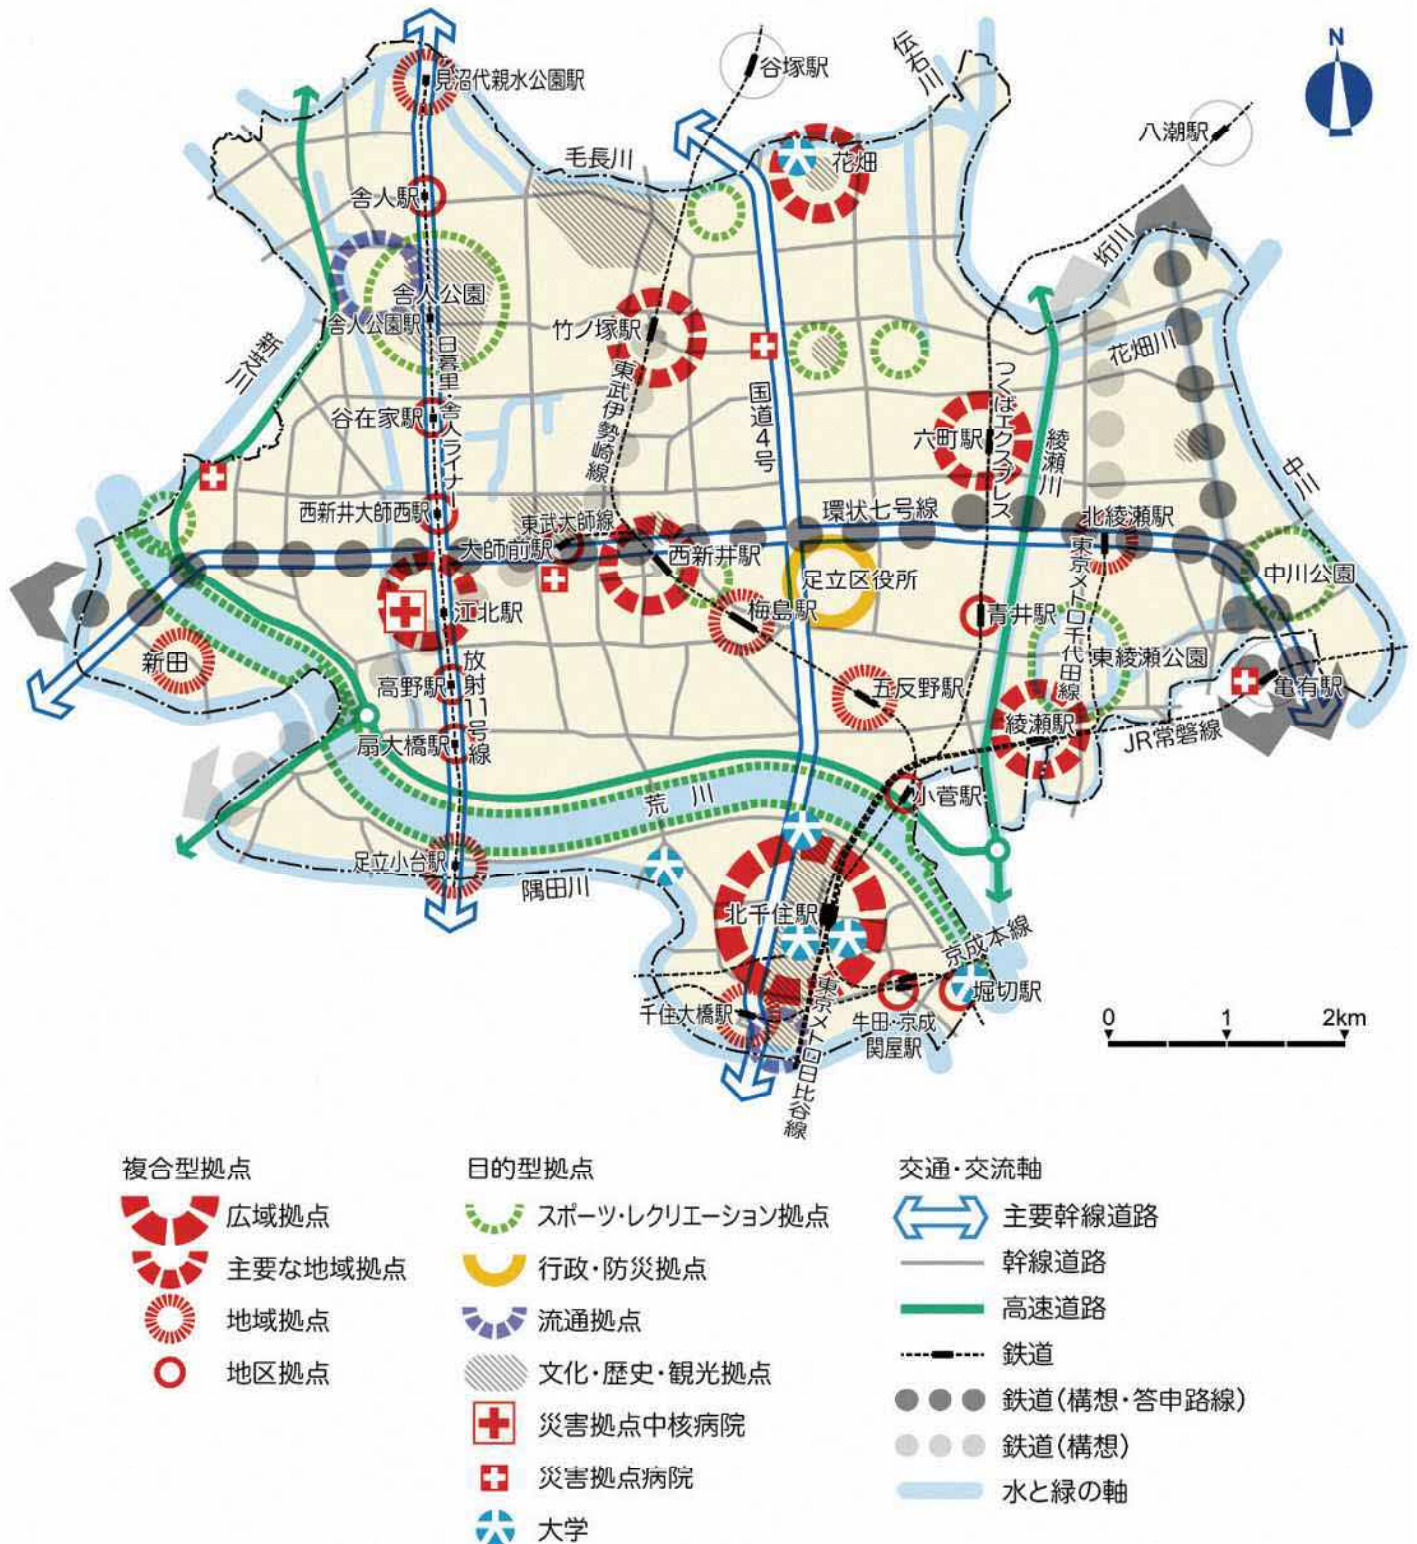 N
見沼代親水公園駅
谷塚駅
伝右川
八潮駅
毛長川
花畑
舎人駅
垳川
舎人公園
舎人公園駅
竹ノ塚駅
花畑川
新芝川
日暮里・舎人ライナー
東武伊勢崎線
国道4号
つくばエクスプレス
谷在家駅
六町駅
綾瀬川
中川
西新井大師西駅
東武大師線
環状七号線
北綾瀬駅
大師前駅
西新井駅
足立区役所
東京メトロ千代田線
中川公園
江北駅
梅島駅
青井駅
新田
放射11号線
東綾瀬公園
高野駅
五反野駅
亀有駅
扇大橋駅
綾瀬駅
JR常磐線
荒川
小菅駅
足立小台駅
隅田川
北千住駅
京成本線
堀切駅
千住大橋駅
東京メトロ日比谷線
牛田・京成
関屋駅
0 1 2km
複合型拠点
広域拠点
主要な地域拠点
地域拠点
地区拠点
目的型拠点
スポーツ・レクリエーション拠点
行政・防災拠点
流通拠点
文化・歴史・観光拠点
災害拠点中核病院
災害拠点病院
大学
交通・交流軸
主要幹線道路
幹線道路
高速道路
鉄道
鉄道(構想・答申路線)
鉄道(構想)
水と緑の軸